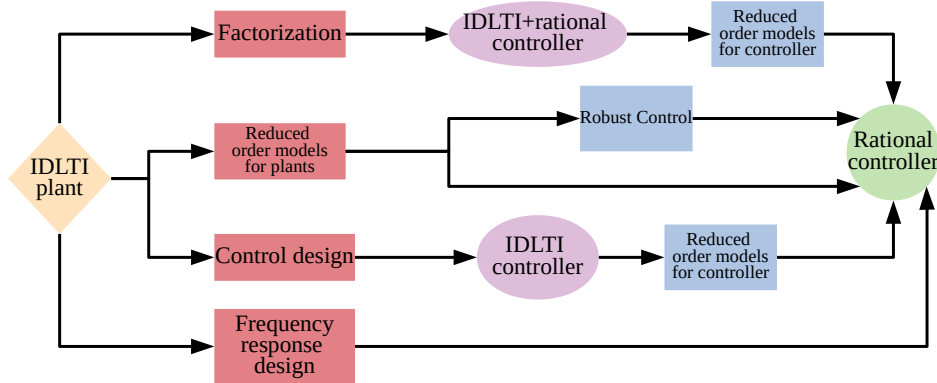 Factorization
IDLTI+rational
controller
Reduced
order models
for controller
IDLTI
plant
Reduced
order models
for plants
Robust Control
Rational
controller
Control design
IDLTI
controller
Reduced
order models
for controller
Frequency
response
design